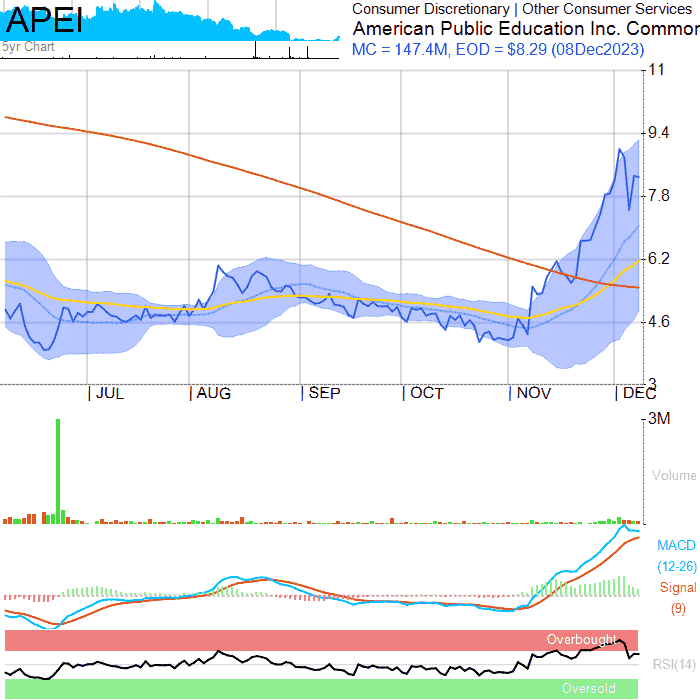 APEI
5yr Chart
Consumer Discretionary | Other Consumer Services
American Public Education Inc. Common
MC = 147.4M, EOD = $8.29 (08Dec2023)
11
9.4
7.8
6.2
4.6
3
JUL
AUG
SEP
OCT
NOV
DEC
3M
Volume
MACD
(12-26)
Signal
(9)
Overbought
RSI(14)
Oversold